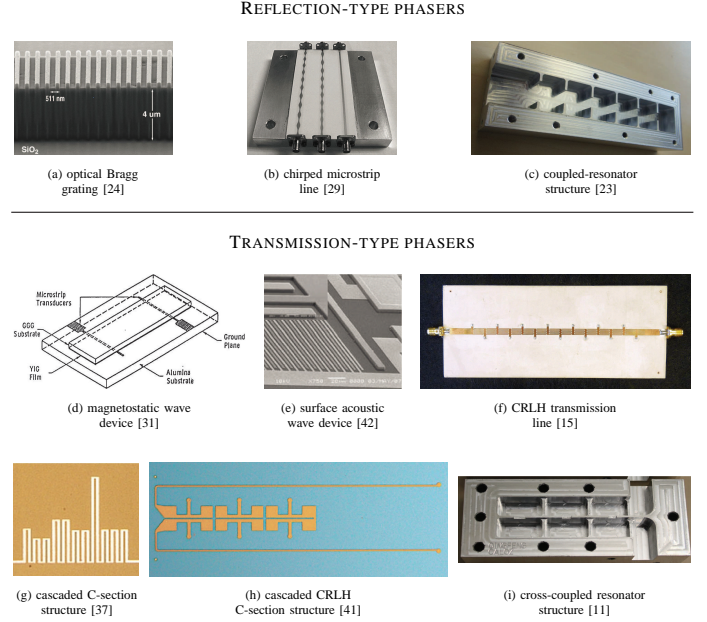 REFLECTION-TYPE PHASERS
511 nm
4 um
SiO2
(a) optical Bragg
grating [24]
(b) chirped microstrip
line [29]
(c) coupled-resonator
structure [23]
TRANSMISSION-TYPE PHASERS
Microstrip
Transducers
GGG
Substrate
YIG
Film
Alumina
Substrate
Ground
Plane
(d) magnetostatic wave
device [31]
(e) surface acoustic
wave device [42]
(f) CRLH transmission
line [15]
(g) cascaded C-section
structure [37]
(h) cascaded CRLH
C-section structure [41]
(i) cross-coupled resonator
structure [11]